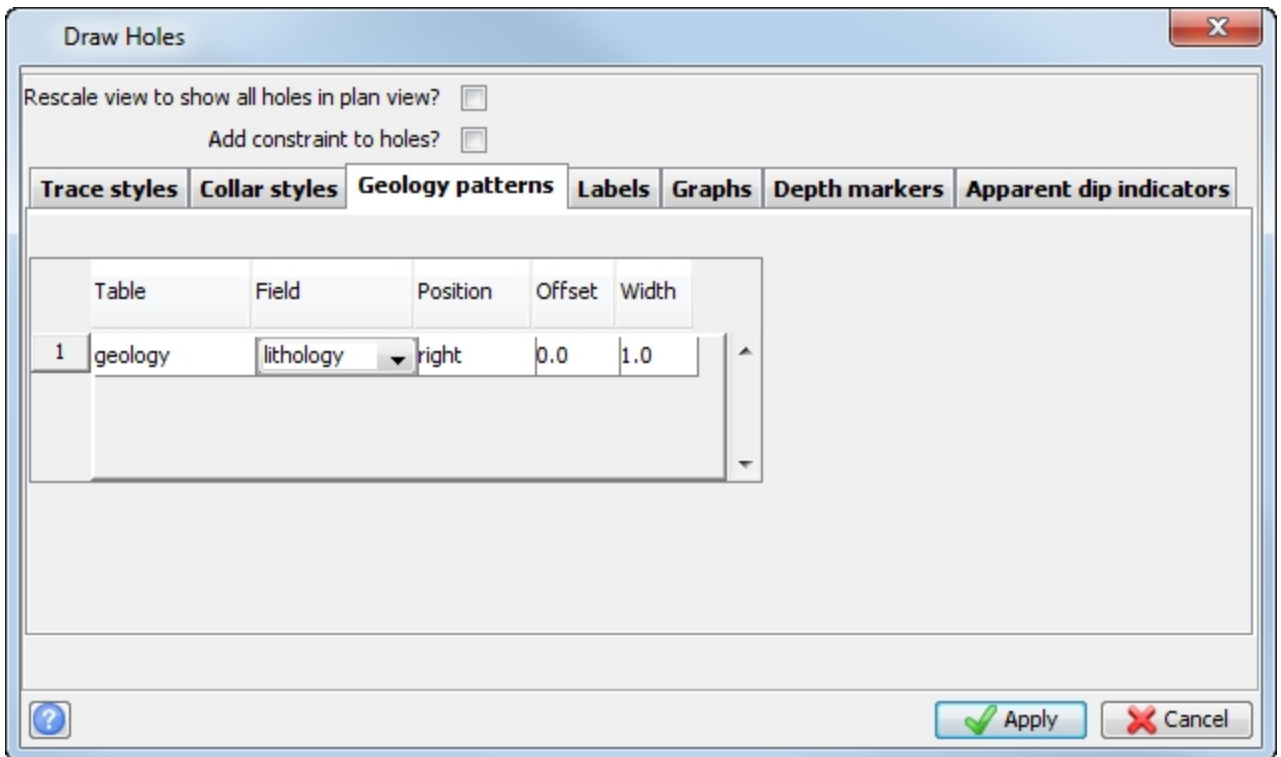 Draw Holes
Rescale view to show all holes in plan view?
Add constraint to holes?
Trace styles Collar styles Geology patterns Labels Graphs Depth markers Apparent dip indicators
Table Field Position Offset Width
1 geology lithology right 0.0 1.0
? Apply Cancel